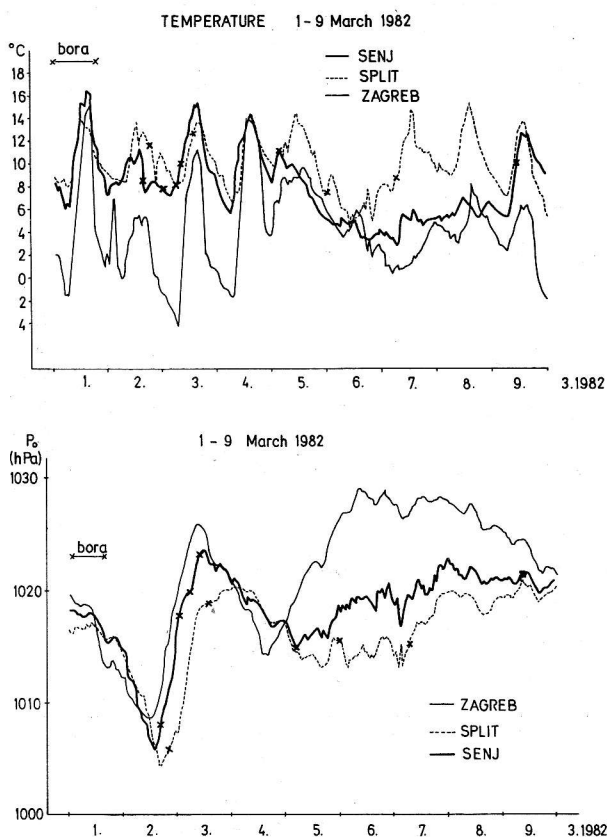 TEMPERATURE 1-9 March 1982
°C
bora
SENJ
SPLIT
ZAGREB
18
16
14
12
10
8
6
4
2
0
2
4
1. 2. 3. 4. 5. 6. 7. 8. 9. 3.1982
P₀ 1 - 9 March 1982
(hPa)
1030
bora
1020
1010
ZAGREB
SPLIT
SENJ
1000
1. 2. 3. 4. 5. 6. 7. 8. 9. 3.1982